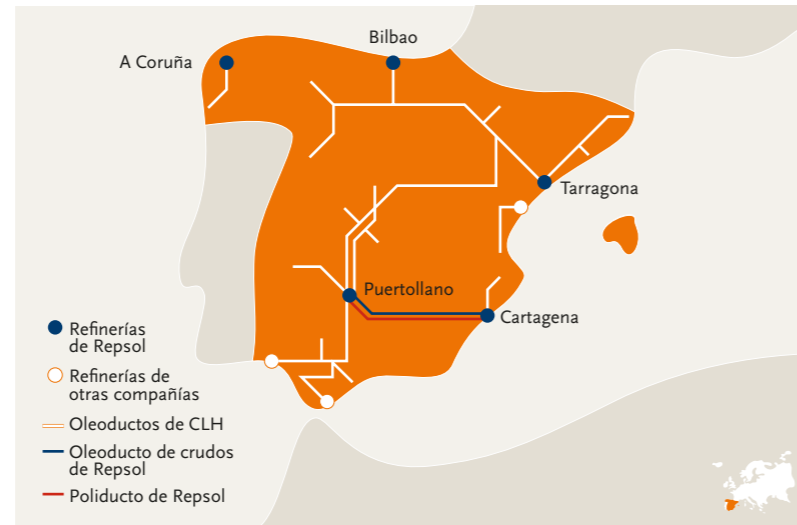 Bilbao
A Coruña
Tarragona
Puertollano
Cartagena
Refinerías
de Repsol
Refinerías de
otras compañías
Oleoductos de CLH
Oleoducto de crudos
de Repsol
Poliducto de Repsol